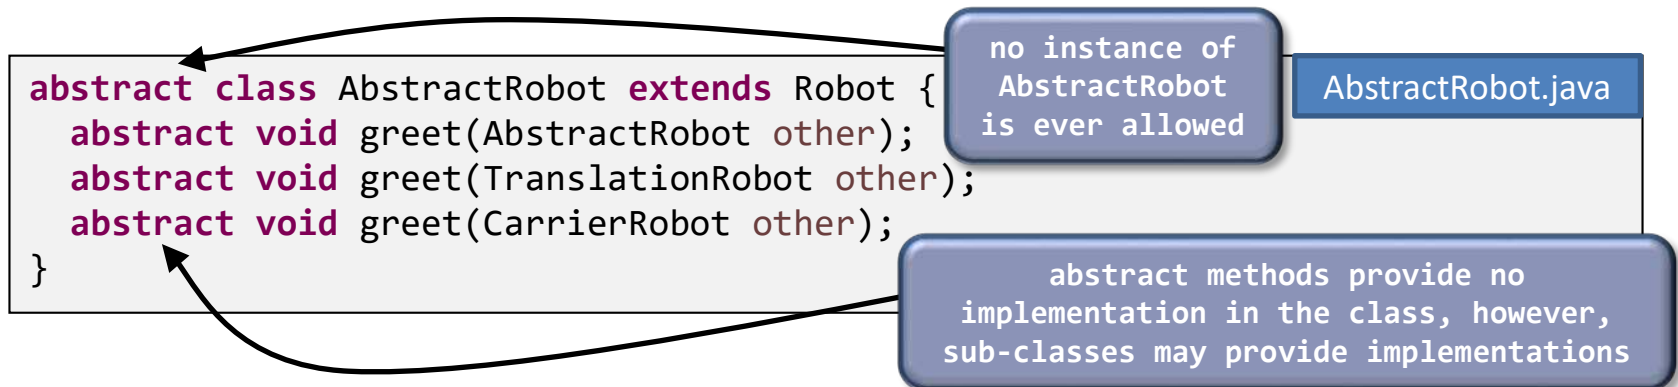 no instance of
AbstractRobot
is ever allowed
AbstractRobot.java
abstract class AbstractRobot extends Robot {
abstract void greet(AbstractRobot other);
abstract void greet(TranslationRobot other);
abstract void greet(CarrierRobot other);
}
abstract methods provide no
implementation in the class, however,
sub-classes may provide implementations